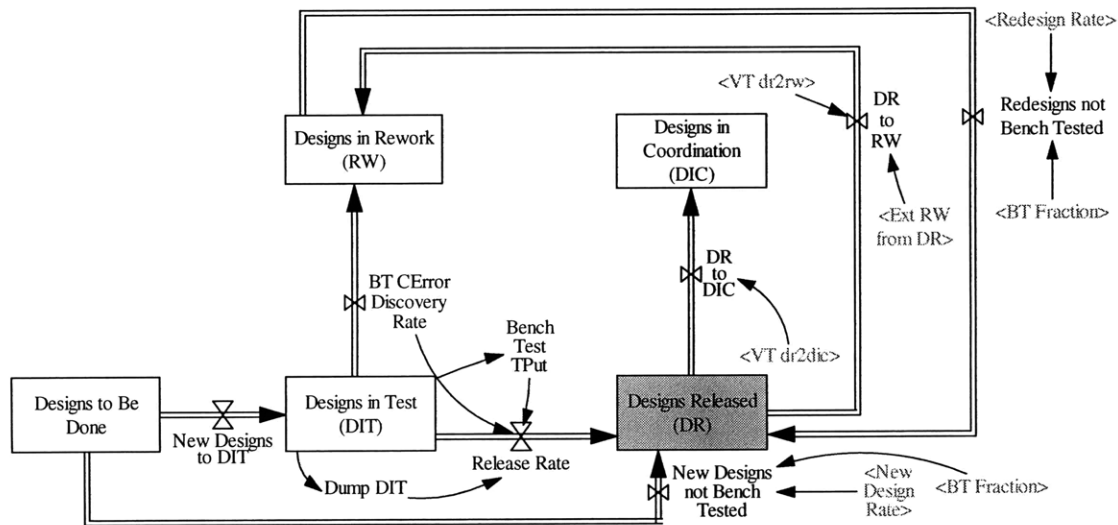 <Redesign Rate>
<VT dr2rw>
DR
to
RW
Redesigns not
Bench Tested
Designs in Rework
(RW)
Designs in
Coordination
(DIC)
<Ext RW
from DR>
<BT Fraction>
BT CError
Discovery
Rate
DR
to
DIC
Bench
Test
TPut
<VT dr2dic>
Designs to Be
Done
New Designs
to DIT
Designs in Test
(DIT)
Release Rate
Designs Released
(DR)
Dump DIT
New Designs
not Bench
Tested
<New
Design
Rate>
<BT Fraction>